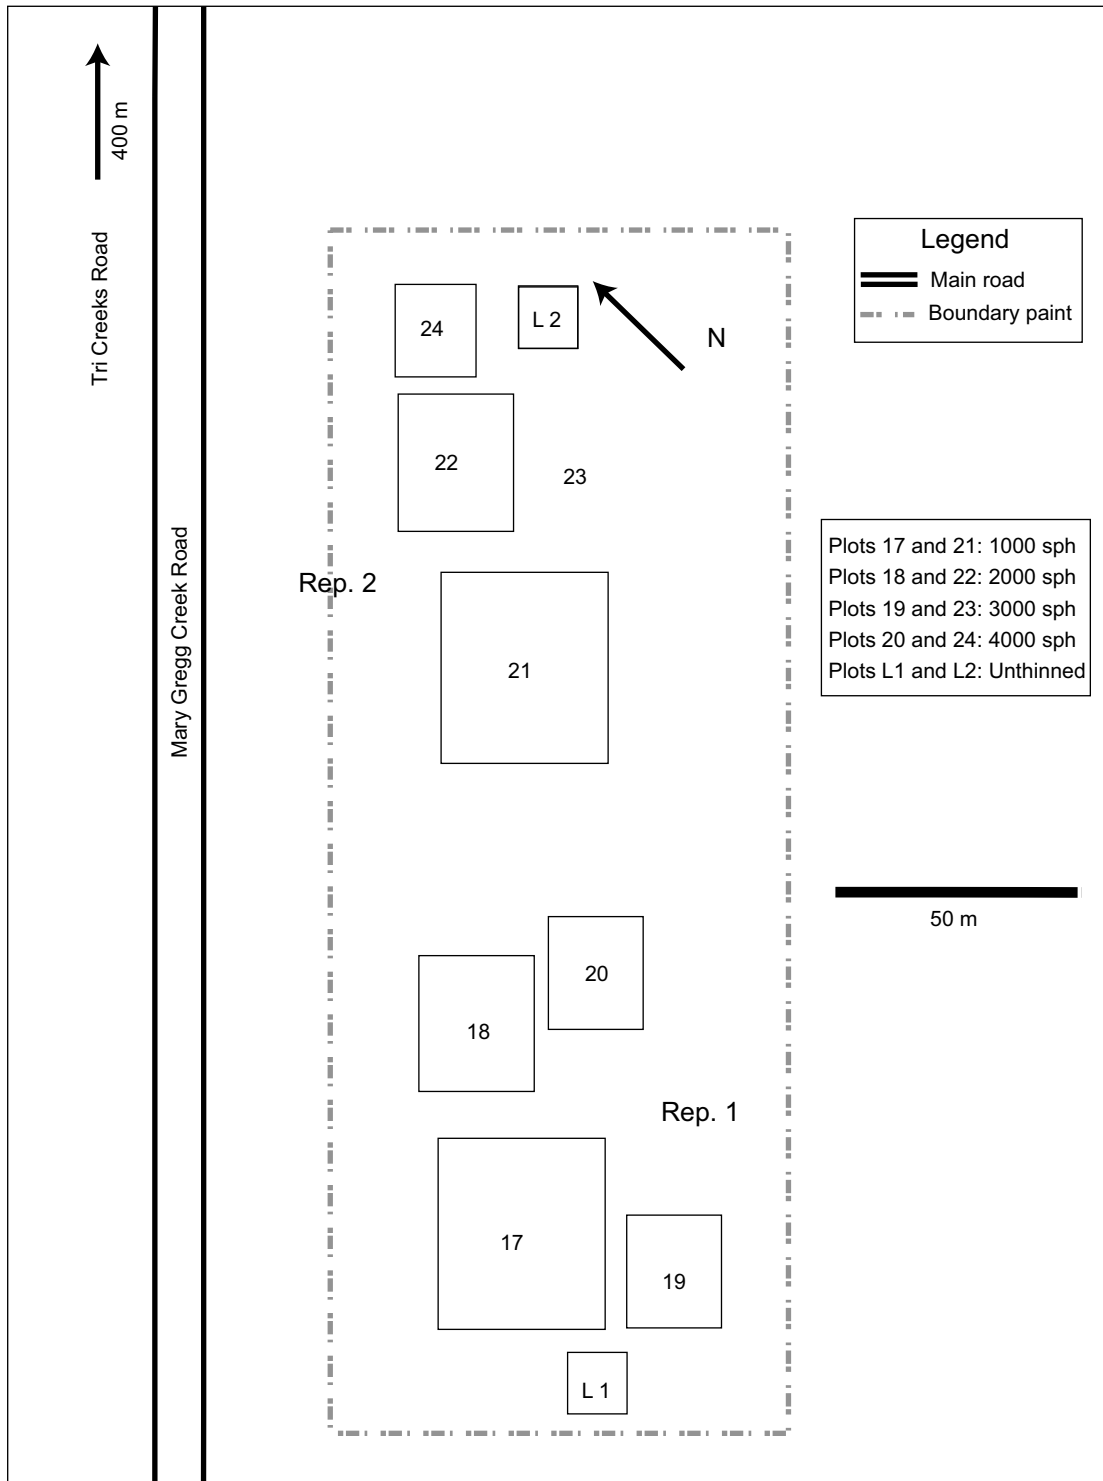 400 m
Tri Creeks Road
Mary Gregg Creek Road
Legend
Main road
Boundary paint
24
L 2
N
22
23
Rep. 2
21
Plots 17 and 21: 1000 sph
Plots 18 and 22: 2000 sph
Plots 19 and 23: 3000 sph
Plots 20 and 24: 4000 sph
Plots L1 and L2: Unthinned
50 m
20
18
Rep. 1
17
19
L 1